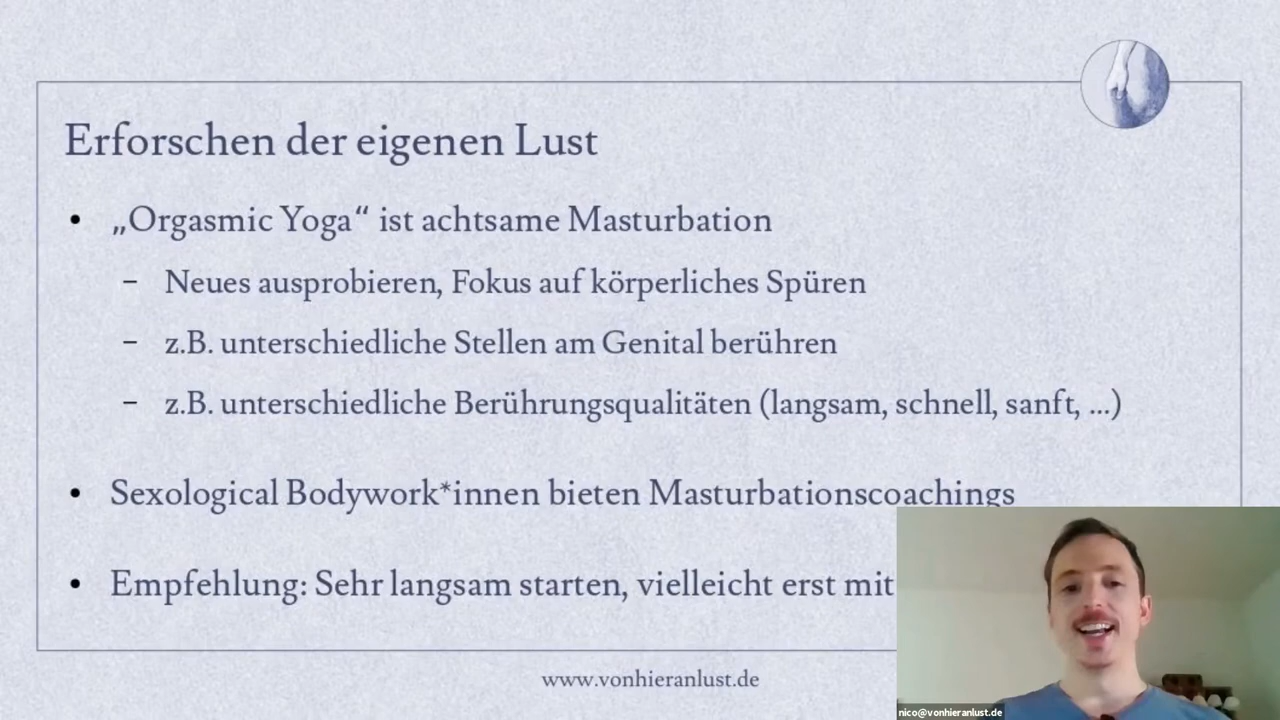 Erforschen der eigenen Lust
• „Orgasmic Yoga“ ist achtsame Masturbation
– Neues ausprobieren, Fokus auf körperliches Spüren
– z.B. unterschiedliche Stellen am Genital berühren
– z.B. unterschiedliche Berührungsqualitäten (langsam, schnell, sanft, ...)
• Sexological Bodywork*innen bieten Masturbationscoachings
• Empfehlung: Sehr langsam starten, vielleicht erst mit
www.vonhieranlust.de
nico@vonhieranlust.de